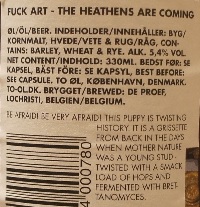 FUCK ART - THE HEATHENS ARE COMING
ØL/ÖL/BEER. INDEHOLDER/INNEHÅLLER: BYG/
KORNMALT, HVEDE/VETE & RUG/RÅG, CON-
TAINS: BARLEY, WHEAT & RYE. ALK. 5,4% VOL.
NET CONTENT/INDHOLD: 330ML. BEDST FØR: SE
KAPSEL, BÄST FÖRE: SE KAPSYL, BEST BEFORE:
SEE CAPSULE. TO ØL, KØBENHAVN, DENMARK.
TO-OLDK. BRYGGET/BREWED: DE PROEF,
LOCHRISTI, BELGIEN/BELGIUM.
E AFRAID! BE VERY AFRAID! THIS PUPPY IS TWISTING
HISTORY. IT IS A GRISETTE
FROM BACK IN THE DAYS
WHEN MOTHER NATURE
WAS A YOUNG STUD -
TWISTED WITH A SMACK
LOAD OF HOPS AND
FERMENTED WITH BRET-
TANOMYCES.
000780